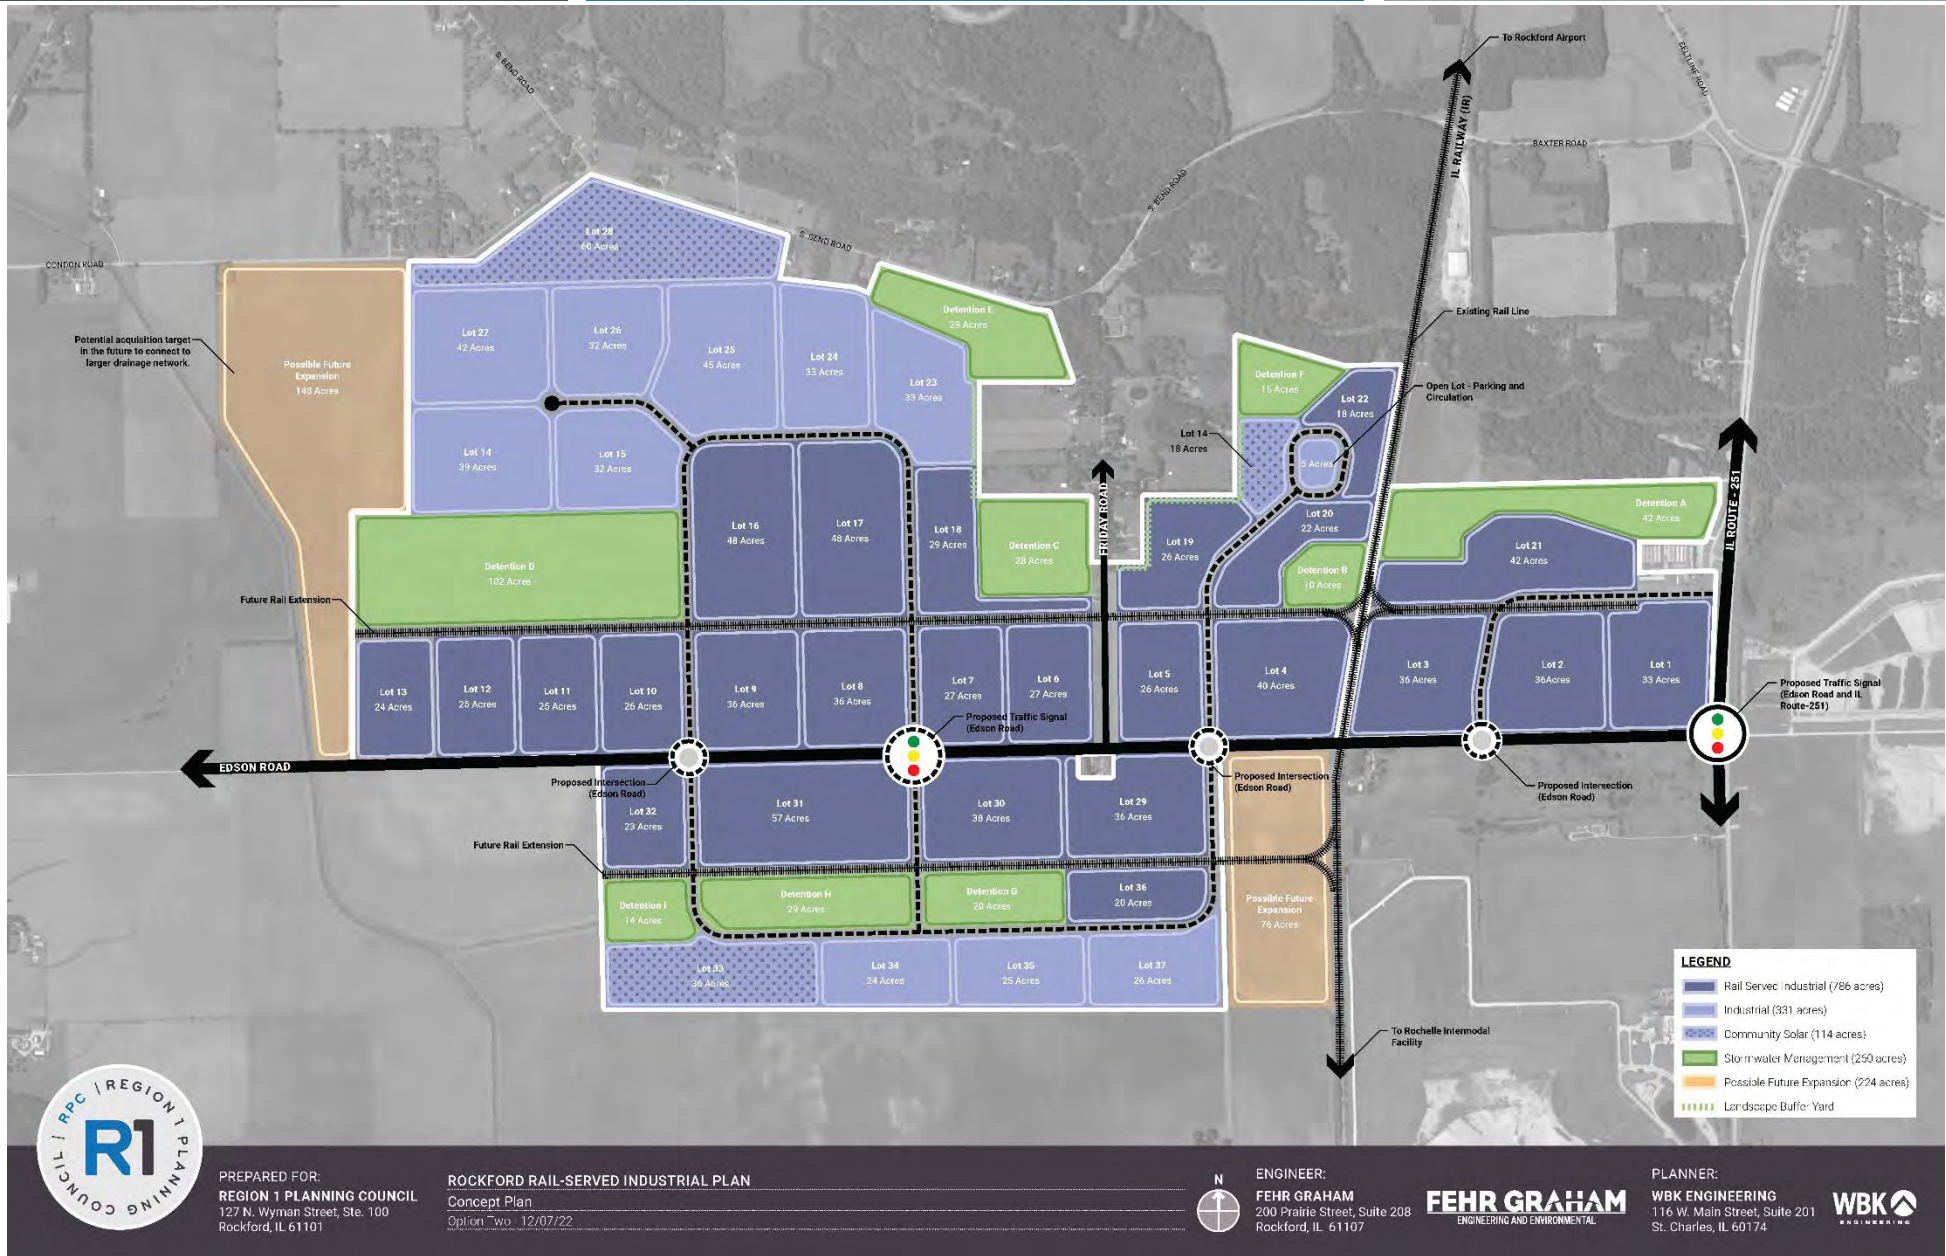 To Rockford Airport
S. BEND ROAD
BELTLINE ROAD
IL RAILWAY (IR)
BAXTER ROAD
S. BEND ROAD
CONDON ROAD
S. BEND ROAD
Lot 28
60 Acres
Potential acquisition target
in the future to connect to
larger drainage network.
Possible Future
Expansion
148 Acres
Lot 27
42 Acres
Lot 26
32 Acres
Lot 25
45 Acres
Lot 24
33 Acres
Lot 23
33 Acres
Detention E
29 Acres
Existing Rail Line
Detention F
15 Acres
Lot 22
18 Acres
Open Lot - Parking and
Circulation
Lot 14
18 Acres
5 Acres
Lot 14
39 Acres
Lot 15
32 Acres
Lot 16
48 Acres
Lot 17
48 Acres
Lot 18
29 Acres
Detention C
28 Acres
FRIDAY ROAD
Lot 19
26 Acres
Lot 20
22 Acres
Detention B
10 Acres
Detention A
42 Acres
Lot 21
42 Acres
IL ROUTE - 251
Detention D
102 Acres
Future Rail Extension
Lot 13
24 Acres
Lot 12
25 Acres
Lot 11
25 Acres
Lot 10
26 Acres
Lot 9
36 Acres
Lot 8
36 Acres
Lot 7
27 Acres
Lot 6
27 Acres
Lot 5
26 Acres
Lot 4
40 Acres
Lot 3
36 Acres
Lot 2
36Acres
Lot 1
33 Acres
Proposed Traffic Signal
(Edson Road)
Proposed Traffic Signal
(Edson Road and IL
Route-251)
EDSON ROAD
Proposed Intersection
(Edson Road)
Proposed Intersection
(Edson Road)
Proposed Intersection
(Edson Road)
Lot 32
23 Acres
Lot 31
57 Acres
Lot 30
38 Acres
Lot 29
36 Acres
Future Rail Extension
Detention I
14 Acres
Detention H
29 Acres
Detention G
20 Acres
Lot 36
20 Acres
Possible Future
Expansion
76 Acres
Lot 33
36 Acres
Lot 34
24 Acres
Lot 35
25 Acres
Lot 37
26 Acres
To Rochelle Intermodal
Facility
LEGEND
Rail Served Industrial (786 acres)
Industrial (331 acres)
Community Solar (114 acres)
Stormwater Management (290 acres)
Possible Future Expansion (224 acres)
Landscape Buffer Yard
| RPC | REGION 1 PLANNING COUNCIL
R1
PREPARED FOR:
REGION 1 PLANNING COUNCIL
127 N. Wyman Street, Ste. 100
Rockford, IL 61101
ROCKFORD RAIL-SERVED INDUSTRIAL PLAN
Concept Plan
Option Two - 12/07/22
N
ENGINEER:
FEHR GRAHAM
200 Prairie Street, Suite 208
Rockford, IL 61107
FEHR GRAHAM
ENGINEERING AND ENVIRONMENTAL
PLANNER:
WBK ENGINEERING
116 W. Main Street, Suite 201
St. Charles, IL 60174
WBK
ENGINEERING